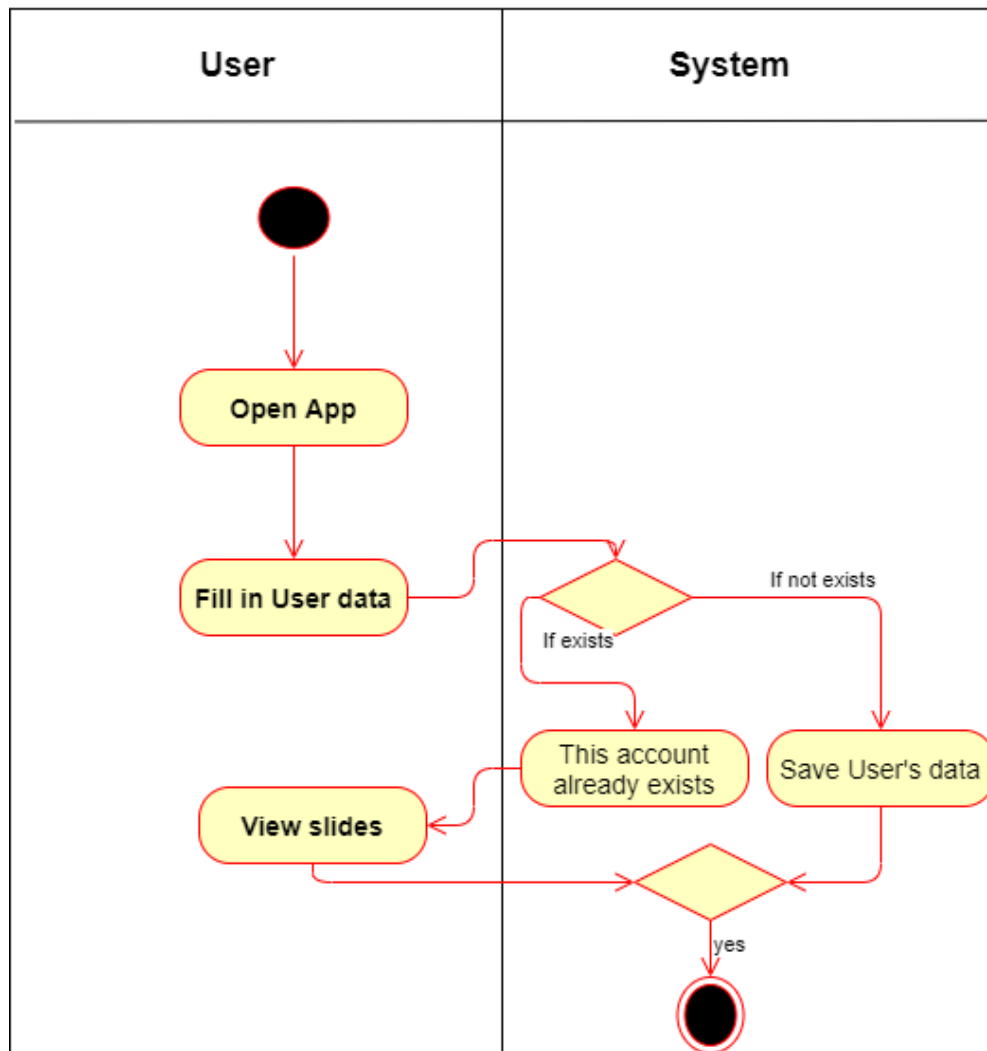 User
System
Open App
Fill in User data
If not exists
If exists
This account
already exists
Save User's data
View slides
yes